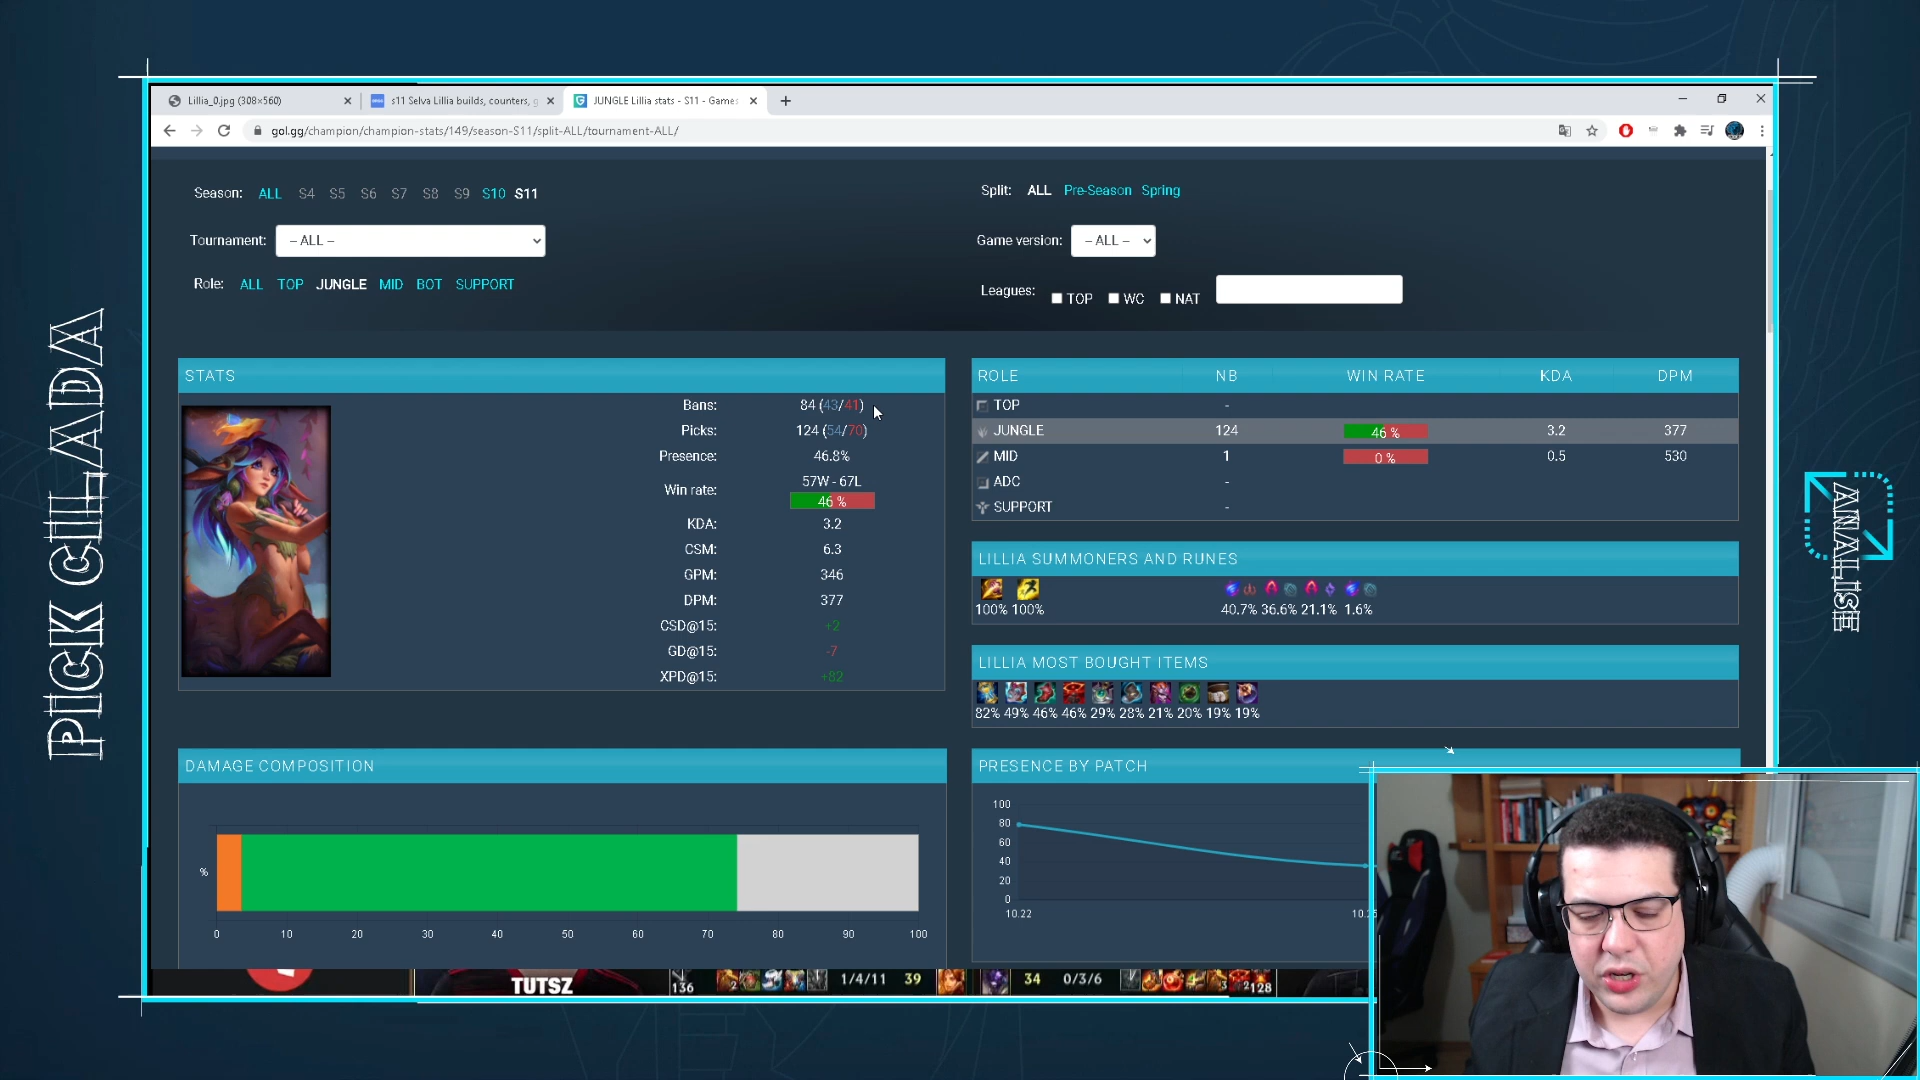 Lillia_0.jpg (308×560)
s11 Selva Lillia builds, counters, g
JUNGLE Lillia stats - S11 - Games
gol.gg/champion/champion-stats/149/season-S11/split-ALL/tournament-ALL/
Season: ALL S4 S5 S6 S7 S8 S9 S10 S11
Split: ALL Pre-Season Spring
Tournament: – ALL –
Game version: – ALL –
Role: ALL TOP JUNGLE MID BOT SUPPORT
Leagues: TOP WC NAT
PICK CILADA
ANALISE
STATS
Bans: 84 (43/41)
Picks: 124 (54/70)
Presence: 46.8%
Win rate: 57W - 67L
46 %
KDA: 3.2
CSM: 6.3
GPM: 346
DPM: 377
CSD@15: +2
GD@15: -7
XPD@15: +82
ROLE NB WIN RATE KDA DPM
TOP -
JUNGLE 124 46 % 3.2 377
MID 1 0 % 0.5 530
ADC -
SUPPORT -
LILLIA SUMMONERS AND RUNES
100% 100% 40.7% 36.6% 21.1% 1.6%
LILLIA MOST BOUGHT ITEMS
82% 49% 46% 46% 29% 28% 21% 20% 19% 19%
DAMAGE COMPOSITION
%
0 10 20 30 40 50 60 70 80 90 100
PRESENCE BY PATCH
100
80
60
40
20
0
10.22
TUTSZ 136 2 1/4/11 39 34 0/3/6 3 128